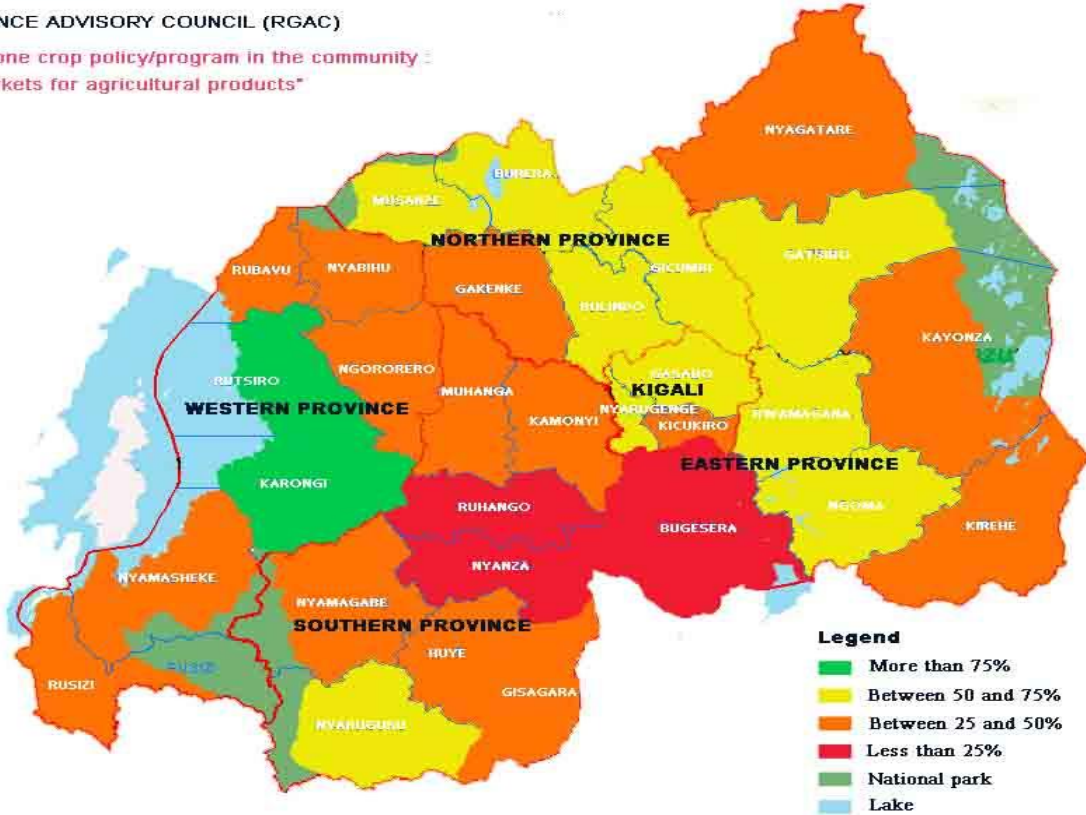 NCE ADVISORY COUNCIL (RGAC)
one crop policy/program in the community :
kets for agricultural products"
NYAGATARE
BURERA
MUSANZE
NORTHERN PROVINCE
RUBAVU
NYABIHU
GICUMBI
GATSIBO
GAKENKE
RULINDO
KAYONZA
NGORORERO
GASABO
RUTSIRO
MUHANGA
KIGALI
WESTERN PROVINCE
NYARUGENGE
RWAMAGANA
KAMONYI
KICUKIRO
EASTERN PROVINCE
KARONGI
RUHANGO
NGOMA
BUGESERA
KIREHE
NYANZA
NYAMASHEKE
NYAMAGABE
SOUTHERN PROVINCE
HUYE
RUSIZI
GISAGARA
NYARUGURU
Legend
More than 75%
Between 50 and 75%
Between 25 and 50%
Less than 25%
National park
Lake